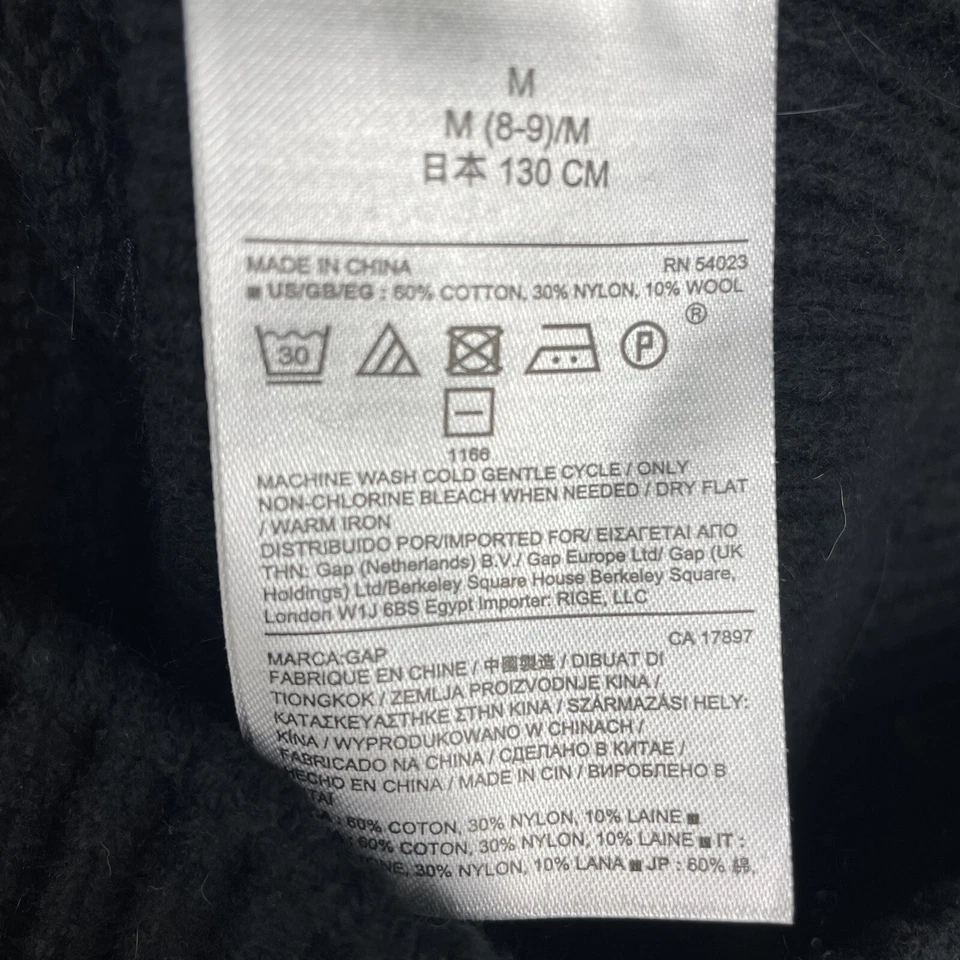 M
M (8-9)/M
日本 130 CM
MADE IN CHINA RN 54023
US/GB/EG : 60% COTTON, 30% NYLON, 10% WOOL
®
30 P
1166
MACHINE WASH COLD GENTLE CYCLE / ONLY
NON-CHLORINE BLEACH WHEN NEEDED / DRY FLAT
/ WARM IRON
DISTRIBUIDO POR/IMPORTED FOR/ ΕΙΣΑΓΕΤΑΙ ΑΠΟ
ΤΗΝ: Gap (Netherlands) B.V./ Gap Europe Ltd/ Gap (UK
Holdings) Ltd/Berkeley Square House Berkeley Square,
London W1J 6BS Egypt Importer: RIGE, LLC
CA 17897
MARCA:GAP
FABRIQUE EN CHINE / 中國製造 / DIBUAT DI
TIONGKOK / ZEMLJA PROIZVODNJE KINA /
ΚΑΤΑΣΚΕΥΑΣΤΗΚΕ ΣΤΗΝ ΚΙΝΑ / SZÁRMAZÁSI HELY:
KÍNA / WYPRODUKOWANO W CHINACH /
FABRICADO NA CHINA / СДЕЛАНО В КИТАЕ /
HECHO EN CHINA / MADE IN CIN / ВИРОБЛЕНО В
: 60% COTON, 30% NYLON, 10% LAINE
: 60% COTON, 30% NYLON, 10% LAINE IT :
30% NYLON, 10% LANA JP : 60% 綿,